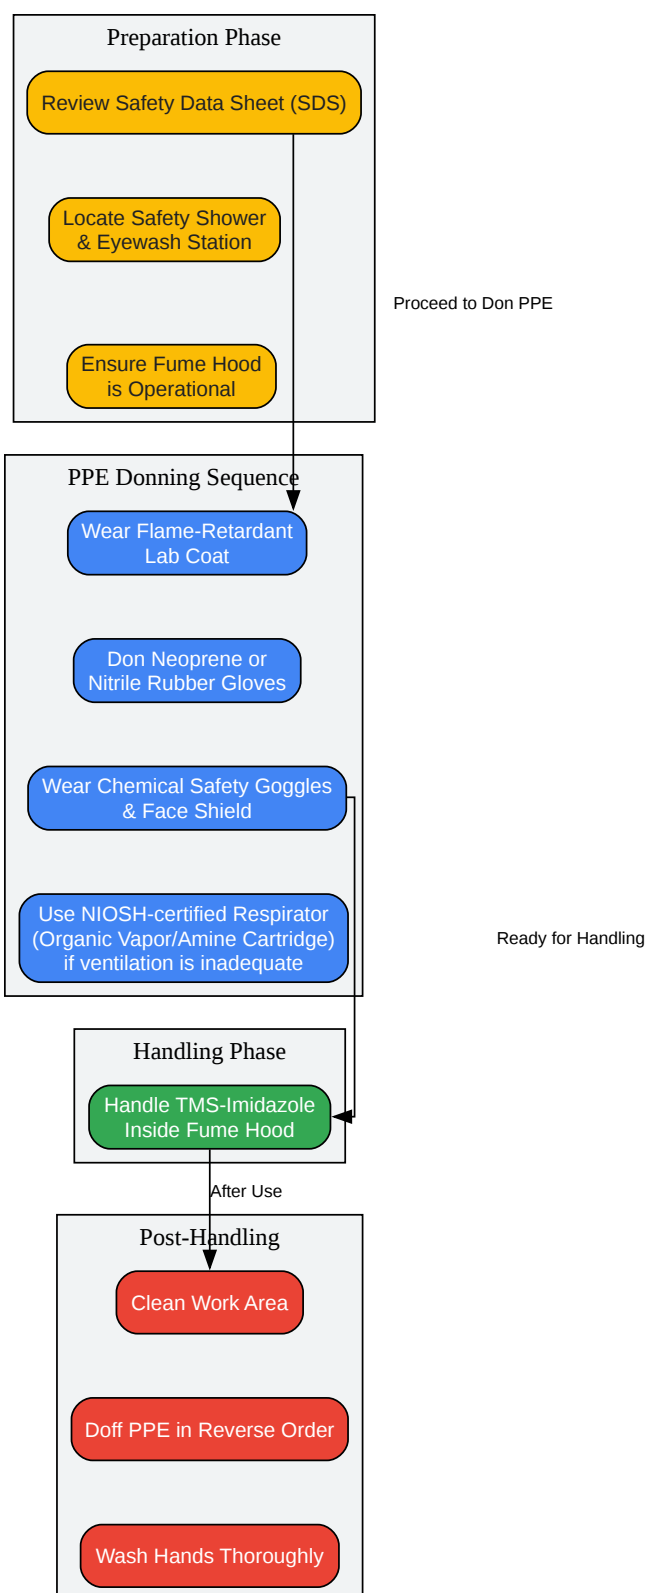 Preparation Phase
Review Safety Data Sheet (SDS)
Locate Safety Shower
& Eyewash Station
Proceed to Don PPE
Ensure Fume Hood
is Operational
PPE Donning Sequence
Wear Flame-Retardant
Lab Coat
Don Neoprene or
Nitrile Rubber Gloves
Wear Chemical Safety Goggles
& Face Shield
Use NIOSH-certified Respirator
(Organic Vapor/Amine Cartridge)
if ventilation is inadequate
Ready for Handling
Handling Phase
Handle TMS-Imidazole
Inside Fume Hood
After Use
Post-Handling
Clean Work Area
Doff PPE in Reverse Order
Wash Hands Thoroughly